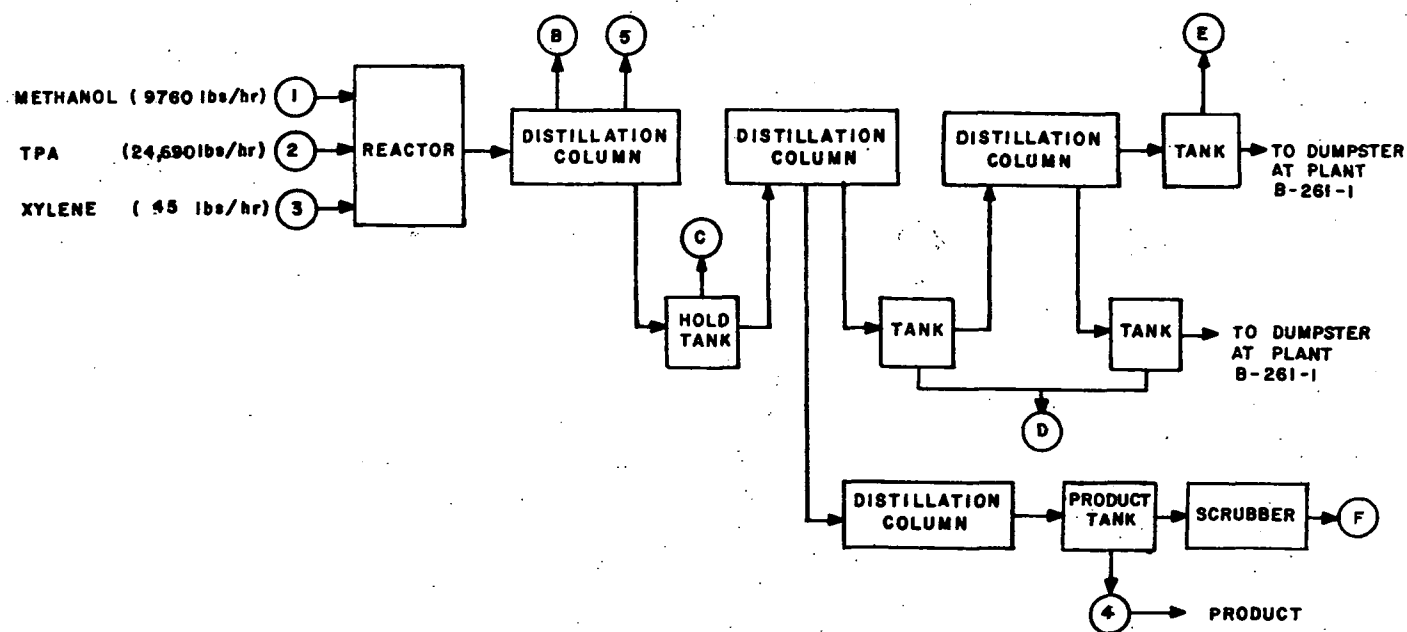 B
5
E
METHANOL (9760 lbs/hr) 1
TPA (24,690 lbs/hr) 2
XYLENE (45 lbs/hr) 3
REACTOR
DISTILLATION
COLUMN
DISTILLATION
COLUMN
DISTILLATION
COLUMN
TANK
TO DUMPSTER
AT PLANT
B-261-1
C
HOLD
TANK
TANK
TANK
TO DUMPSTER
AT PLANT
B-261-1
D
DISTILLATION
COLUMN
PRODUCT
TANK
SCRUBBER
F
4
PRODUCT